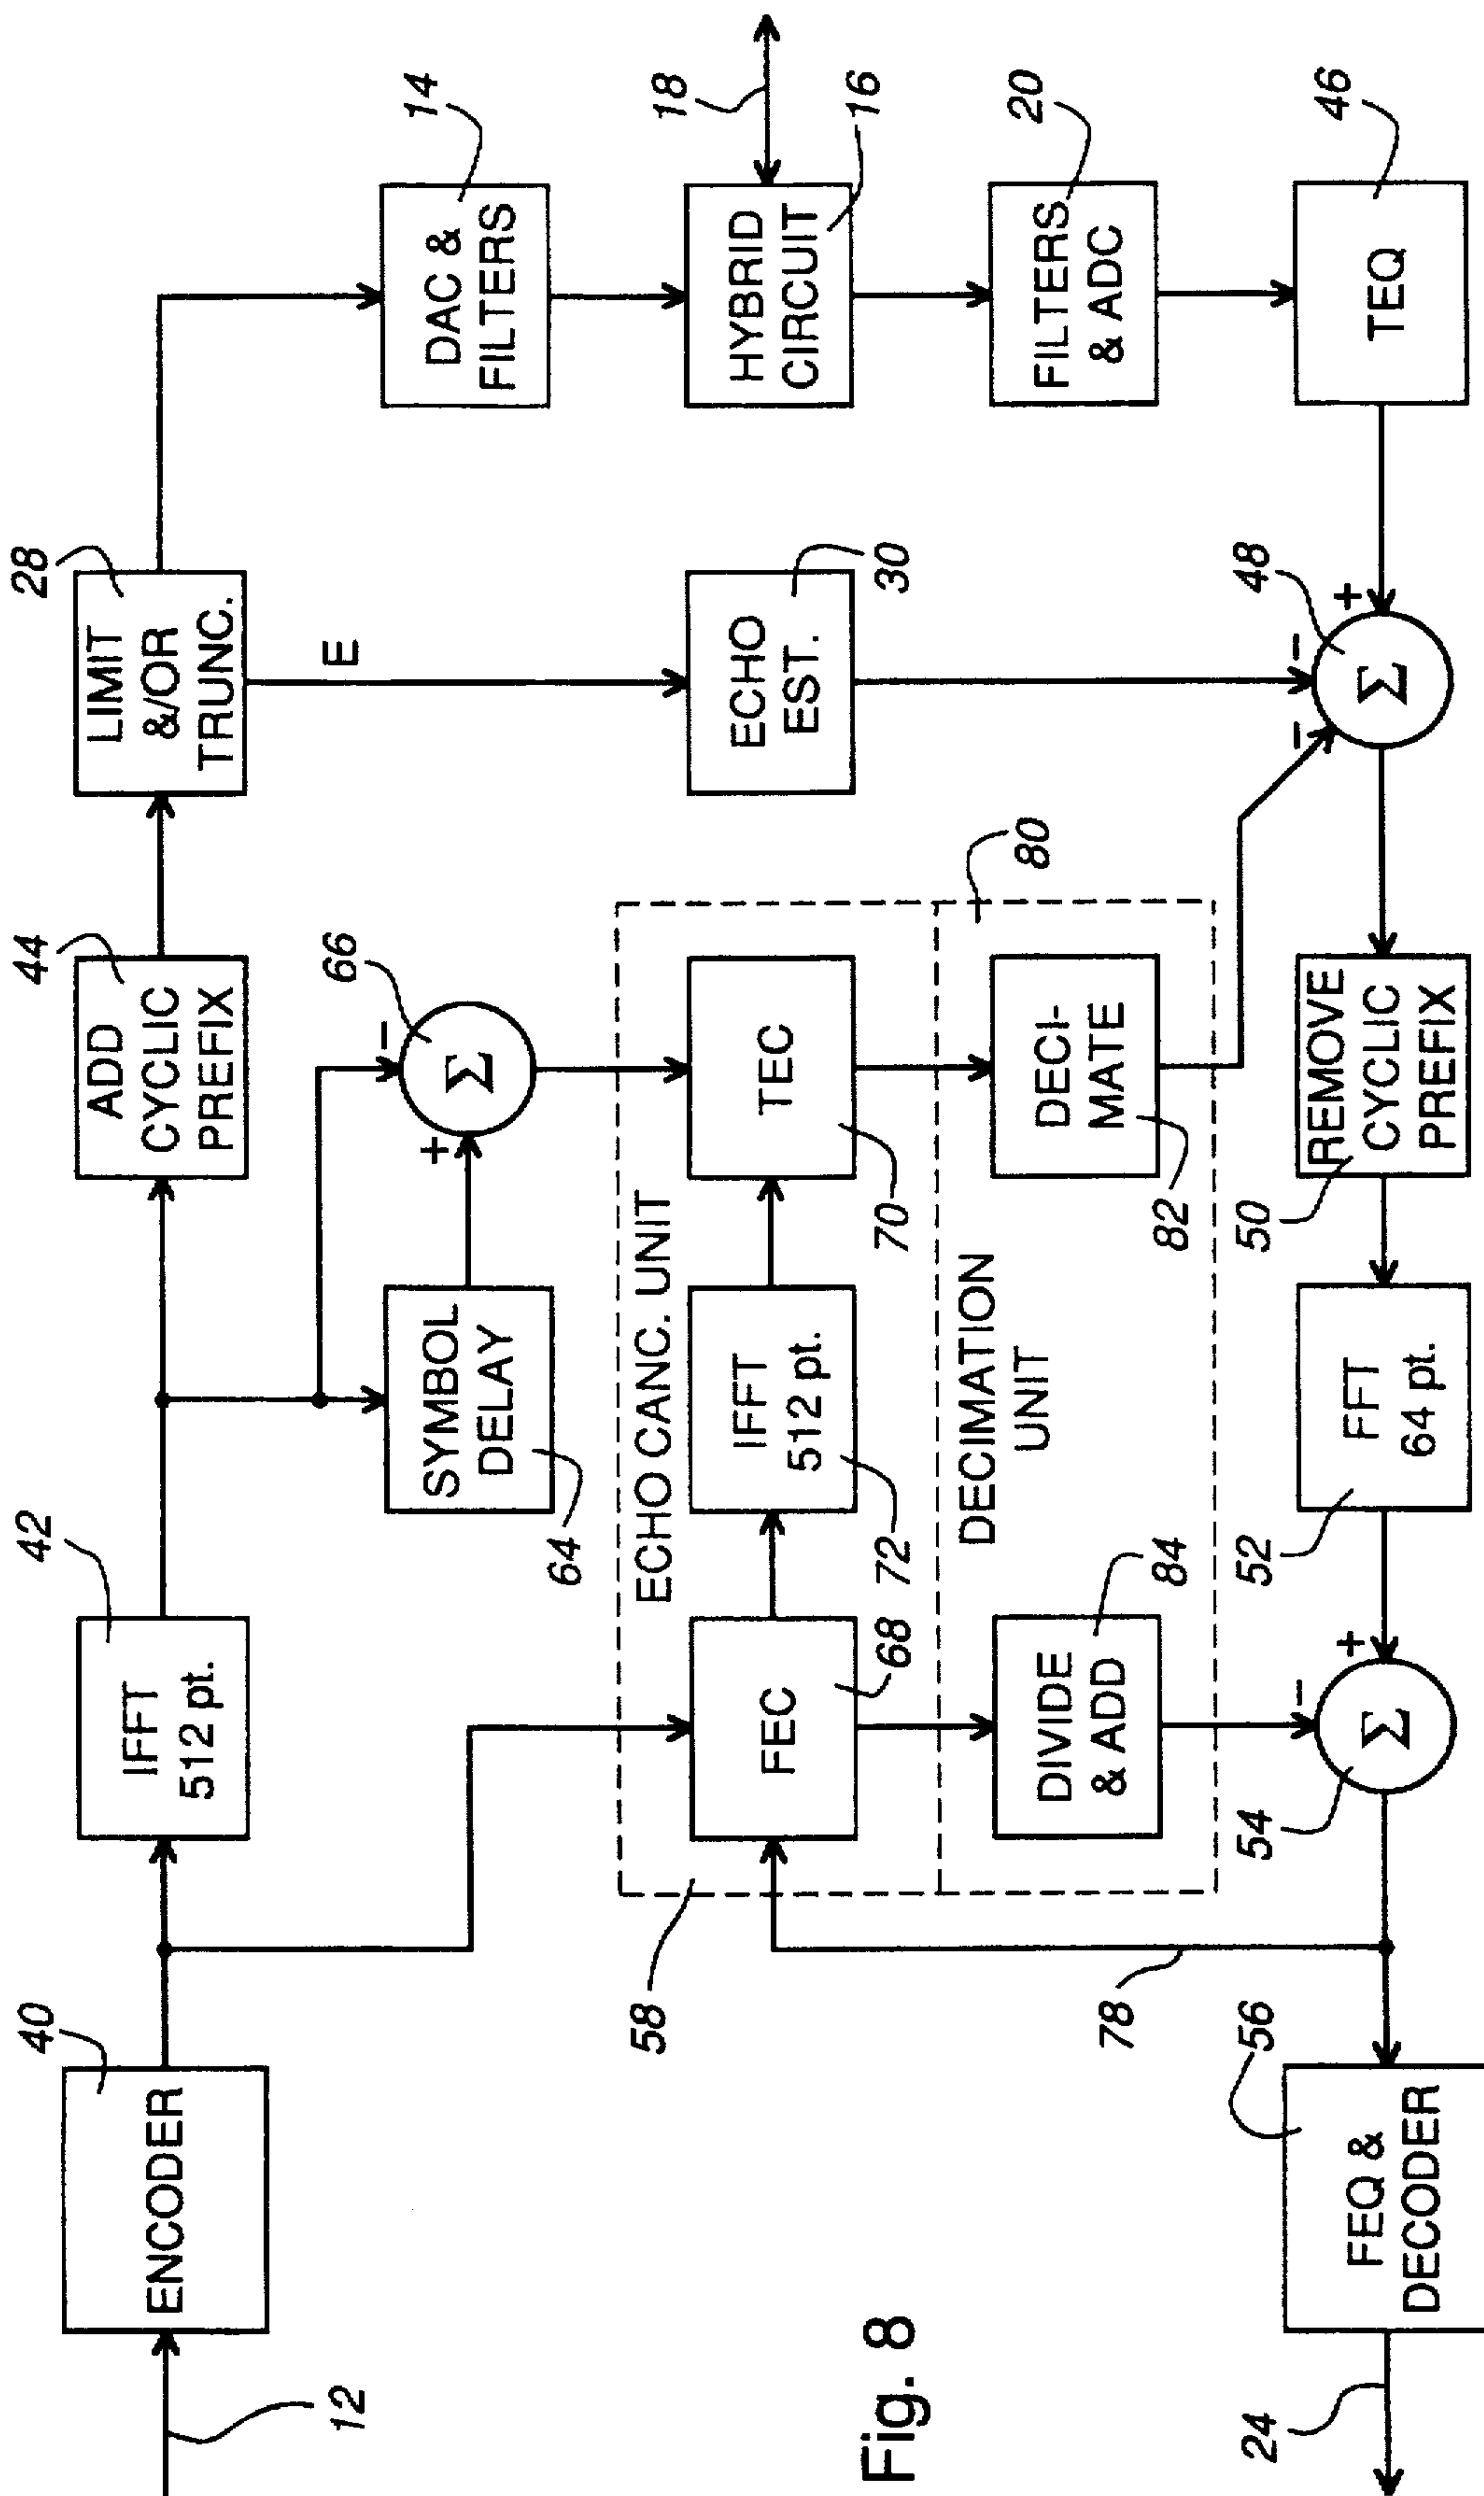 12
ENCODER
40
IFFT
512 pt.
42
ADD
CYCLIC
PREFIX
44
LIMIT
&/OR
TRUNC.
28
E
DAC &
FILTERS
14
SYMBOL
DELAY
64
Σ
66
+
−
ECHO CANC. UNIT
58
FEC
68
IFFT
512 pt.
72
TEC
70
ECHO
EST.
30
HYBRID
CIRCUIT
16
18
DECIMATION
UNIT
80
DIVIDE
& ADD
84
DECI-
MATE
82
FILTERS
& ADC
20
78
24
FEQ &
DECODER
56
Σ
54
+
−
FFT
64 pt.
52
REMOVE
CYCLIC
PREFIX
50
Σ
48
−
−
+
TEQ
46
Fig. 8